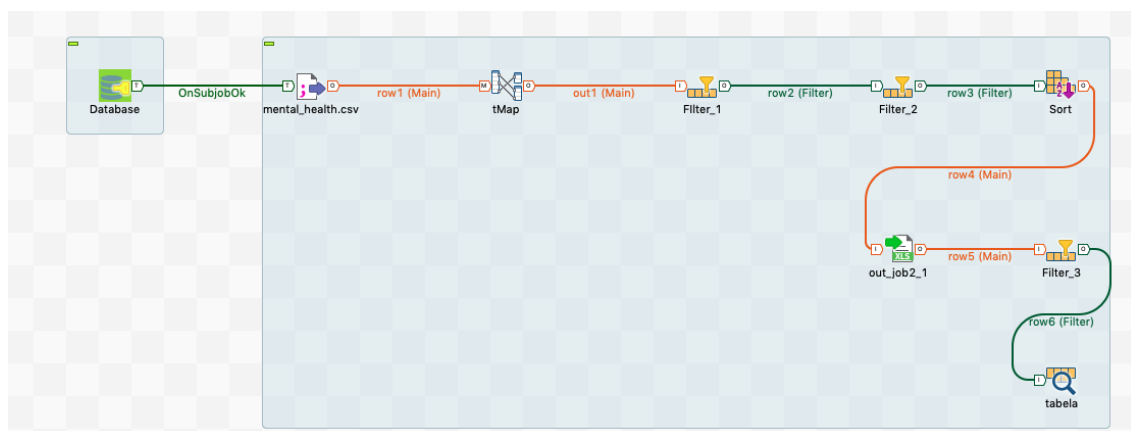 Database
OnSubjobOk
mental_health.csv
row1 (Main)
tMap
out1 (Main)
FIlter_1
row2 (Filter)
Filter_2
row3 (Filter)
Sort
row4 (Main)
out_job2_1
row5 (Main)
Filter_3
row6 (Filter)
tabela